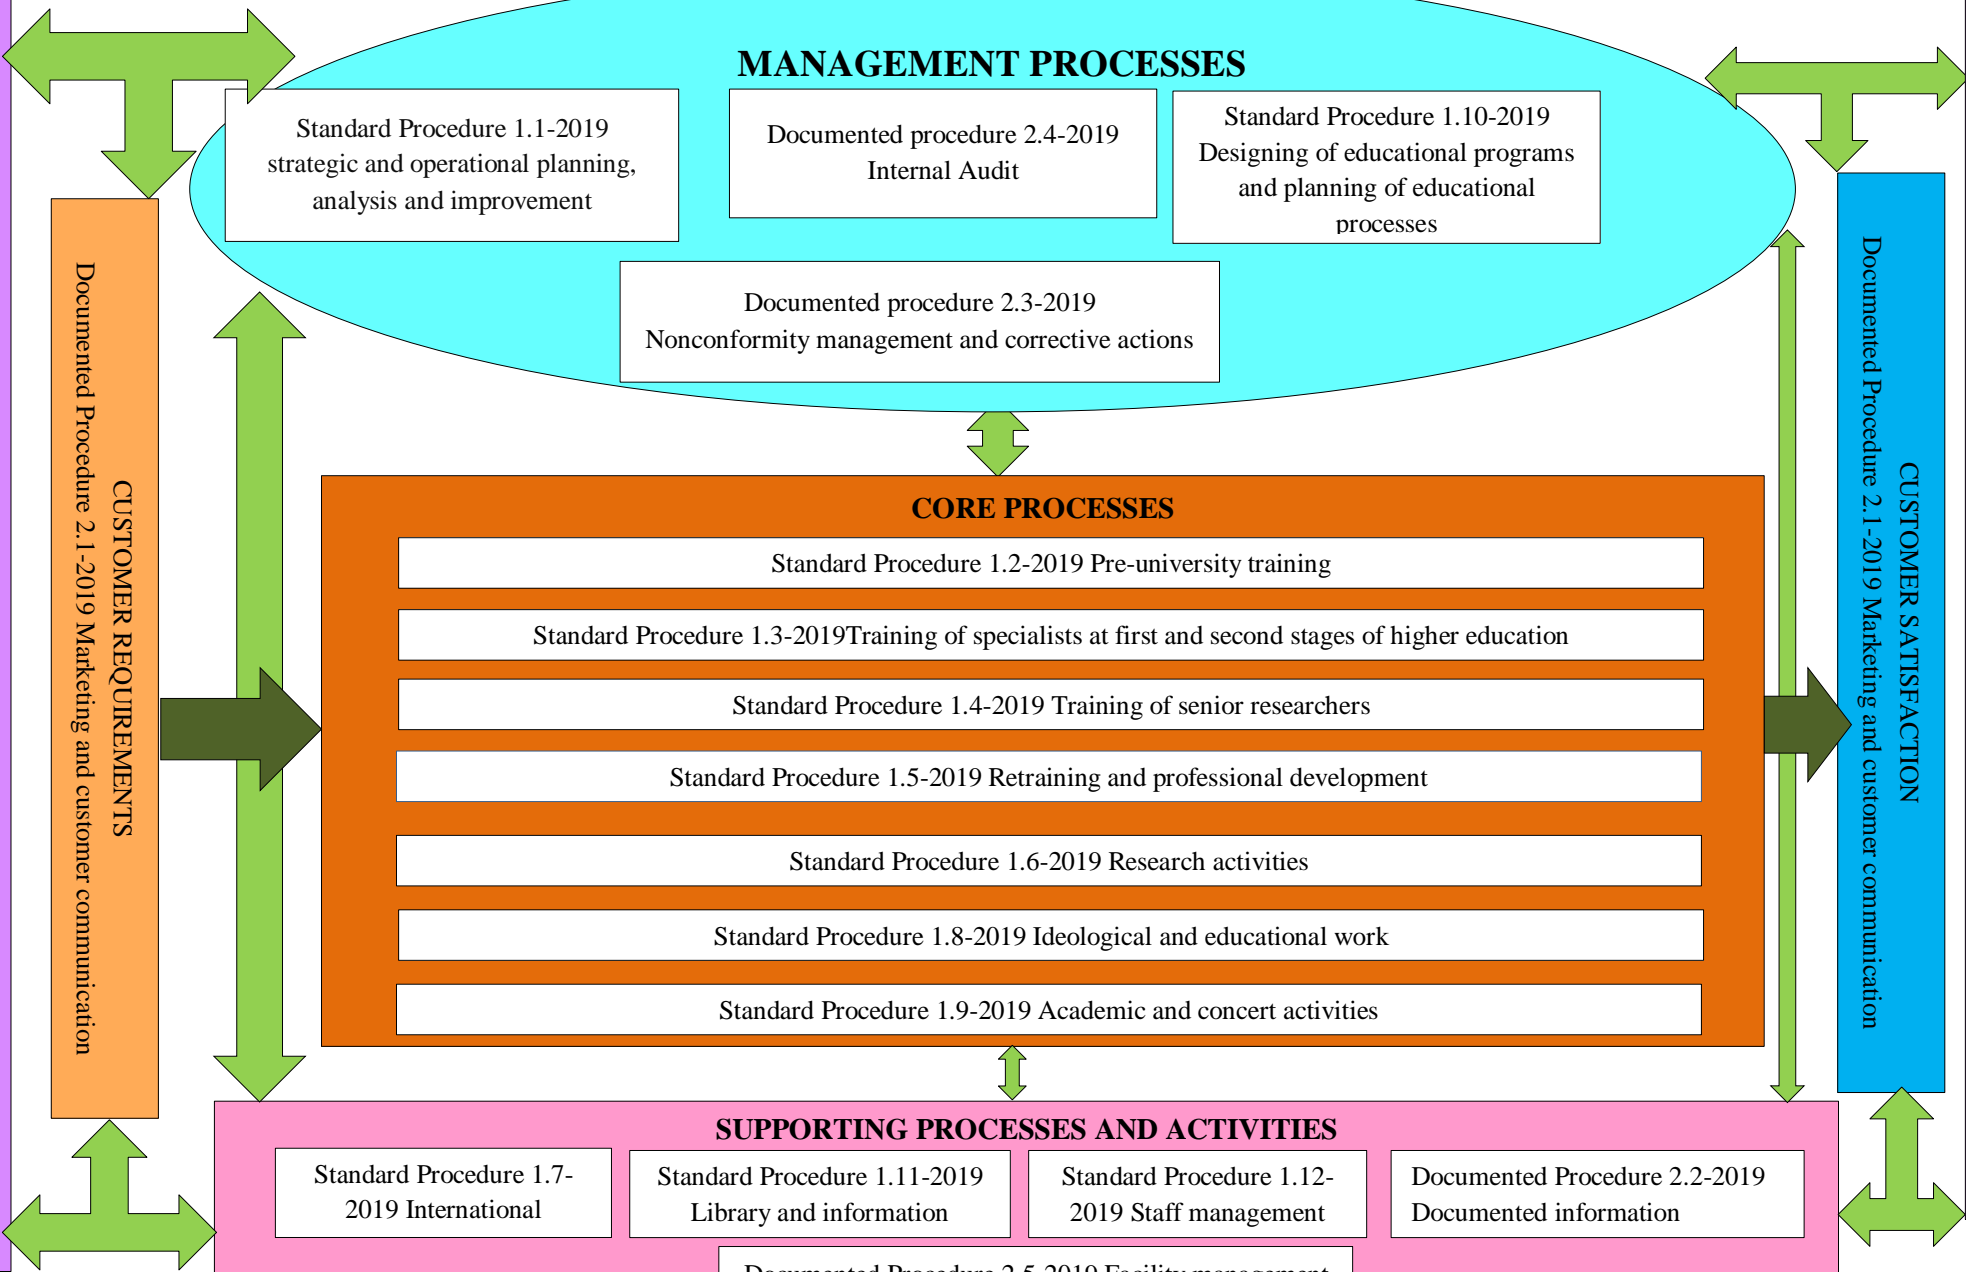 MANAGEMENT PROCESSES
Standard Procedure 1.1-2019
strategic and operational planning,
analysis and improvement
Documented procedure 2.4-2019
Internal Audit
Standard Procedure 1.10-2019
Designing of educational programs
and planning of educational
processes
Documented procedure 2.3-2019
Nonconformity management and corrective actions
CUSTOMER REQUIREMENTS
Documented Procedure 2.1-2019 Marketing and customer communication
CORE PROCESSES
Standard Procedure 1.2-2019 Pre-university training
Standard Procedure 1.3-2019Training of specialists at first and second stages of higher education
Standard Procedure 1.4-2019 Training of senior researchers
Standard Procedure 1.5-2019 Retraining and professional development
Standard Procedure 1.6-2019 Research activities
Standard Procedure 1.8-2019 Ideological and educational work
Standard Procedure 1.9-2019 Academic and concert activities
CUSTOMER SATISFACTION
Documented Procedure 2.1-2019 Marketing and customer communication
SUPPORTING PROCESSES AND ACTIVITIES
Standard Procedure 1.7-
2019 International
Standard Procedure 1.11-2019
Library and information
Standard Procedure 1.12-
2019 Staff management
Documented Procedure 2.2-2019
Documented information
Documented Procedure 2.5-2019 Facility management